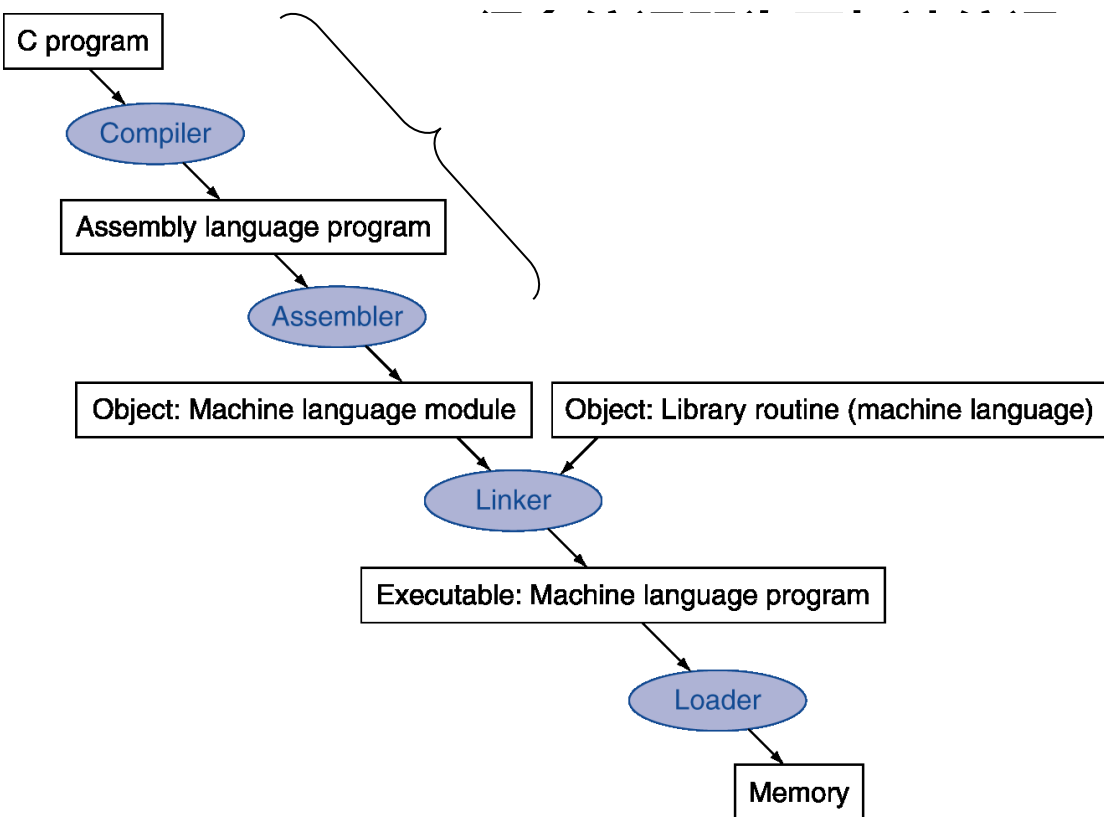 C program
Compiler
Assembly language program
Assembler
Object: Machine language module
Object: Library routine (machine language)
Linker
Executable: Machine language program
Loader
Memory